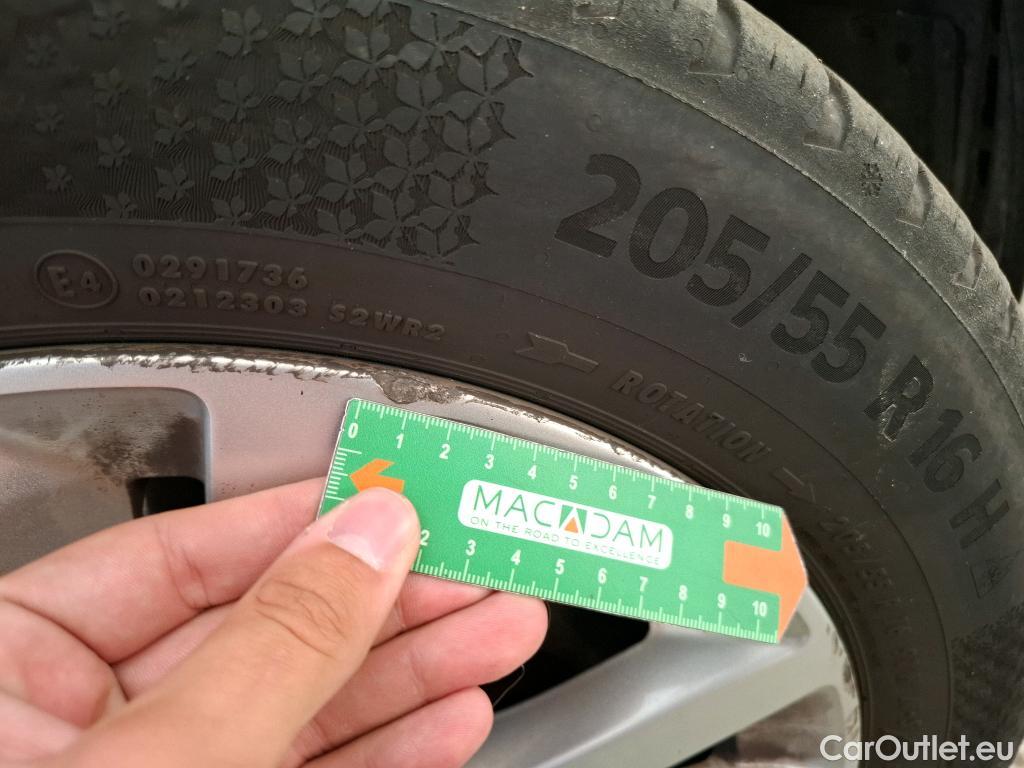 205/55 R 16 H
E4
0291736
0212303 S2WR2
ROTATION
0 1 2 3 4 5 6 7 8 9 10
MACADAM
ON THE ROAD TO EXCELLENCE
2 3 4 5 6 7 8 9 10
CarOutlet.eu